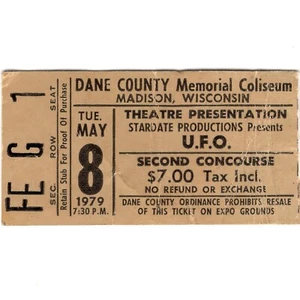 FE G 1
SEC. ROW SEAT
Retain Stub For Proof Of Purchase
TUE.
MAY
8
1979
7:30 P.M.
DANE COUNTY Memorial Coliseum
MADISON, WISCONSIN
THEATRE PRESENTATION
STARDATE PRODUCTIONS Presents
U.F.O.
SECOND CONCOURSE
$7.00 Tax Incl.
NO REFUND OR EXCHANGE
DANE COUNTY ORDINANCE PROHIBITS RESALE
OF THIS TICKET ON EXPO GROUNDS